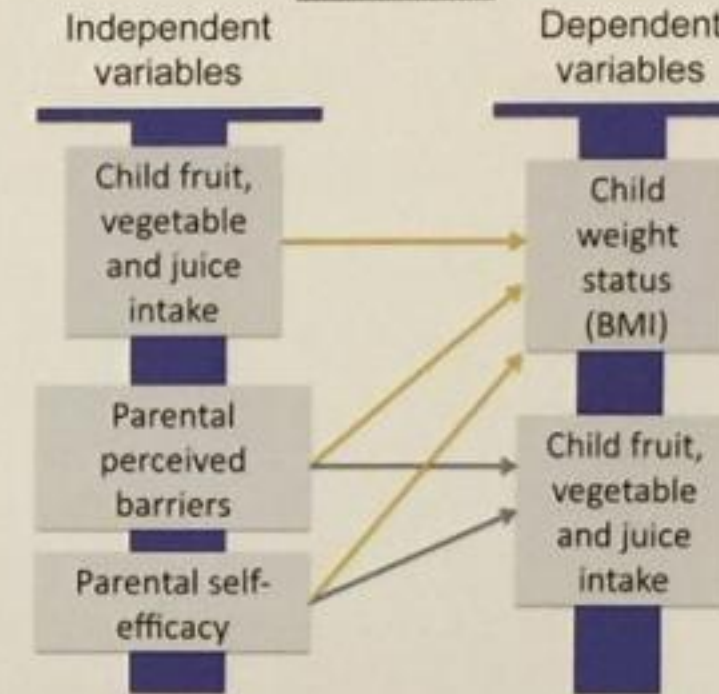 Independent
variables
Dependent
variables
Child fruit,
vegetable
and juice
intake
Child
weight
status
(BMI)
Parental
perceived
barriers
Child fruit,
vegetable
and juice
intake
Parental self-
efficacy